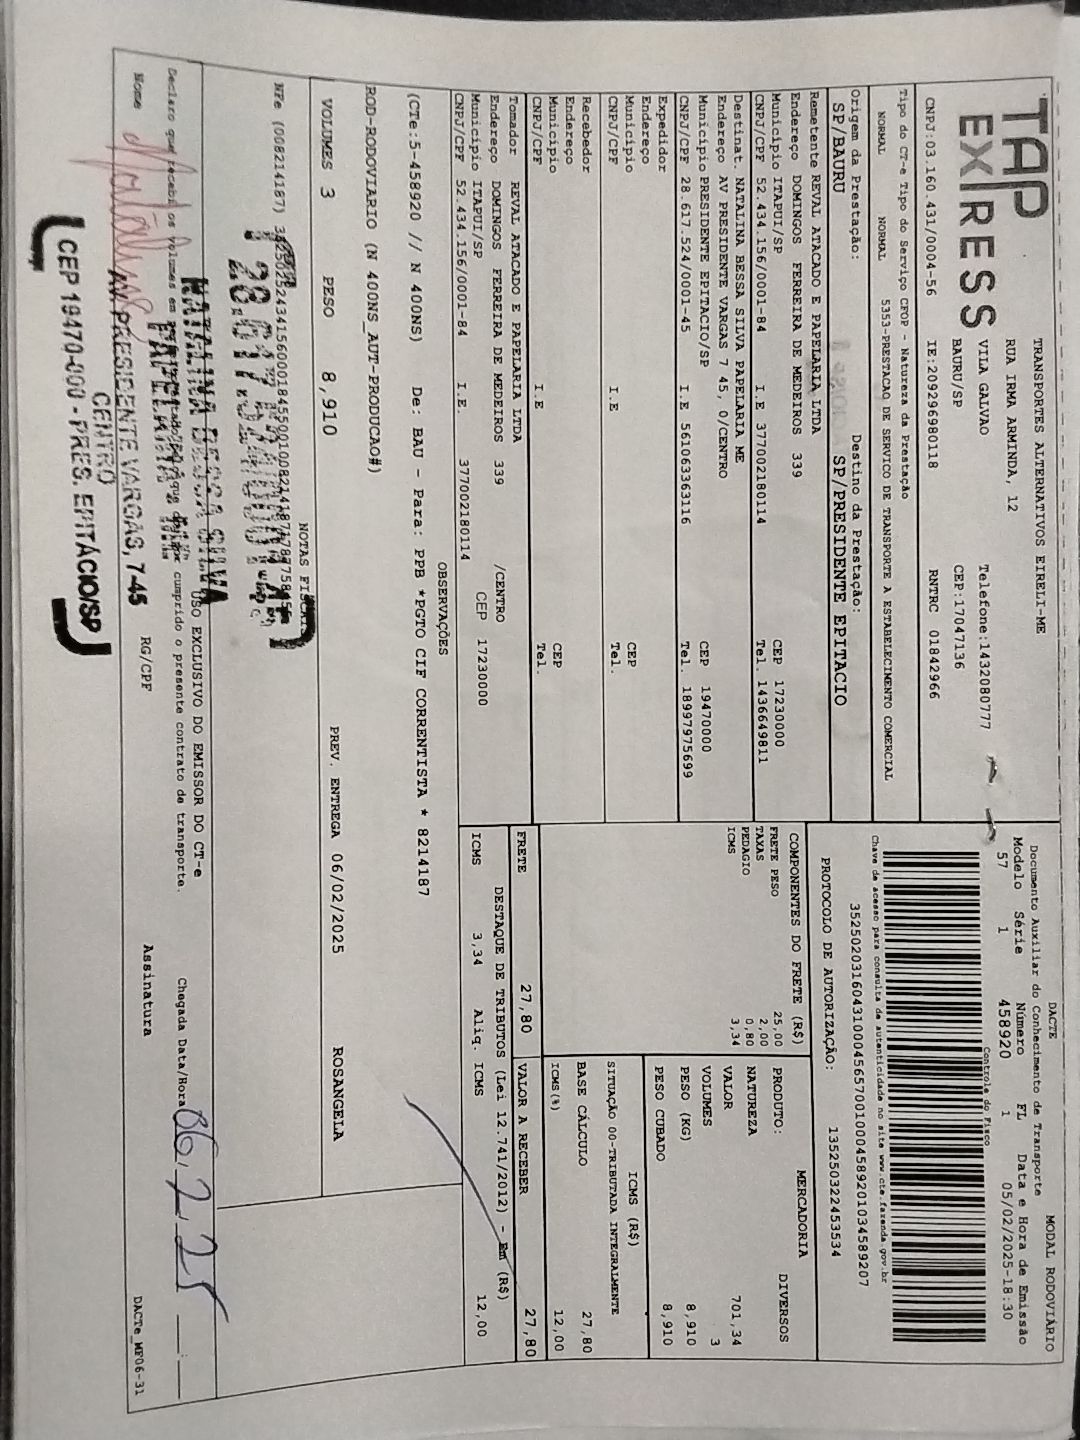 TAP
EXPRESS
TRANSPORTES ALTERNATIVOS EIRELI-ME
RUA IRMA ARMINDA, 12
VILA GALVAO Telefone:1432080777
BAURU/SP CEP:17047136
CNPJ:03.160.431/0004-56 IE:209296980118 RNTRC 01842966
DACTE MODAL RODOVIÁRIO
Documento Auxiliar do Conhecimento de Transporte
Modelo Série Número FL Data e Hora de Emissão
57 1 458920 1 05/02/2025-18:30
Controle do Fisco
Chave de acesso para consulta de autenticidade no site www.cte.fazenda.gov.br
35250203160431000456570010004589201034589207
PROTOCOLO DE AUTORIZAÇÃO: 135250322453534
Tipo do CT-e Tipo do Serviço CFOP - Natureza da Prestação
NORMAL NORMAL 5353-PRESTACAO DE SERVICO DE TRANSPORTE A ESTABELECIMENTO COMERCIAL
Origem da Prestação: Destino da Prestação:
SP/BAURU SP/PRESIDENTE EPITACIO
Remetente REVAL ATACADO E PAPELARIA LTDA
Endereço DOMINGOS FERREIRA DE MEDEIROS 339
Município ITAPUI/SP CEP 17230000
CNPJ/CPF 52.434.156/0001-84 I.E 377002180114 Tel. 1436649811
Destinat. NATALINA BESSA SILVA PAPELARIA ME
Endereço AV PRESIDENTE VARGAS 7 45, 0/CENTRO
Município PRESIDENTE EPITACIO/SP CEP 19470000
CNPJ/CPF 28.617.524/0001-45 I.E 561063363116 Tel. 18997975699
Expedidor
Endereço
Município CEP
CNPJ/CPF I.E Tel.
Recebedor
Endereço
Município CEP
CNPJ/CPF I.E Tel.
Tomador REVAL ATACADO E PAPELARIA LTDA
Endereço DOMINGOS FERREIRA DE MEDEIROS 339 /CENTRO
Município ITAPUI/SP CEP 17230000
CNPJ/CPF 52.434.156/0001-84 I.E. 377002180114
COMPONENTES DO FRETE (R$)
FRETE PESO 25,00
TAXAS 2,00
PEDAGIO 0,80
ICMS 3,34
MERCADORIA
PRODUTO: DIVERSOS
NATUREZA
VALOR 701,34
VOLUMES 3
PESO (KG) 8,910
PESO CUBADO 8,910
ICMS (R$)
SITUAÇÃO 00-TRIBUTADA INTEGRALMENTE
BASE CÁLCULO 27,80
ICMS(%) 12,00
FRETE 27,80 VALOR A RECEBER 27,80
DESTAQUE DE TRIBUTOS (Lei 12.741/2012) - Em (R$)
ICMS 3,34 Aliq. ICMS 12,00
OBSERVAÇÕES
(CTe:5-458920 // N 400NS) De: BAU - Para: PPB *PGTO CIF CORRENTISTA * 8214187
ROD-RODOVIARIO (N 400NS_AUT-PRODUCAO#)
VOLUMES 3 PESO 8,910 PREV. ENTREGA 06/02/2025 ROSANGELA
NOTAS FISCAIS
NFe (008214187)
USO EXCLUSIVO DO EMISSOR DO CT-e
Declaro que recebi os volumes em cumprido o presente contrato de transporte.
Chegada Data/Hora 06,2,25 :
Nome RG/CPF Assinatura
NATALINA BESSA SILVA
PAPELARIA
AV. PRESIDENTE VARGAS, 7-45
CENTRO
CEP 19470-000 - PRES. EPITÁCIO/SP
DACTe_MF06-31